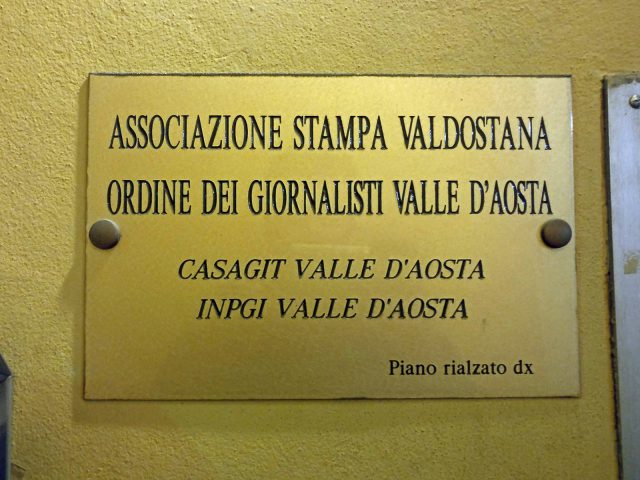 ASSOCIAZIONE STAMPA VALDOSTANA
ORDINE DEI GIORNALISTI VALLE D'AOSTA
CASAGIT VALLE D'AOSTA
INPGI VALLE D'AOSTA
Piano rialzato dx